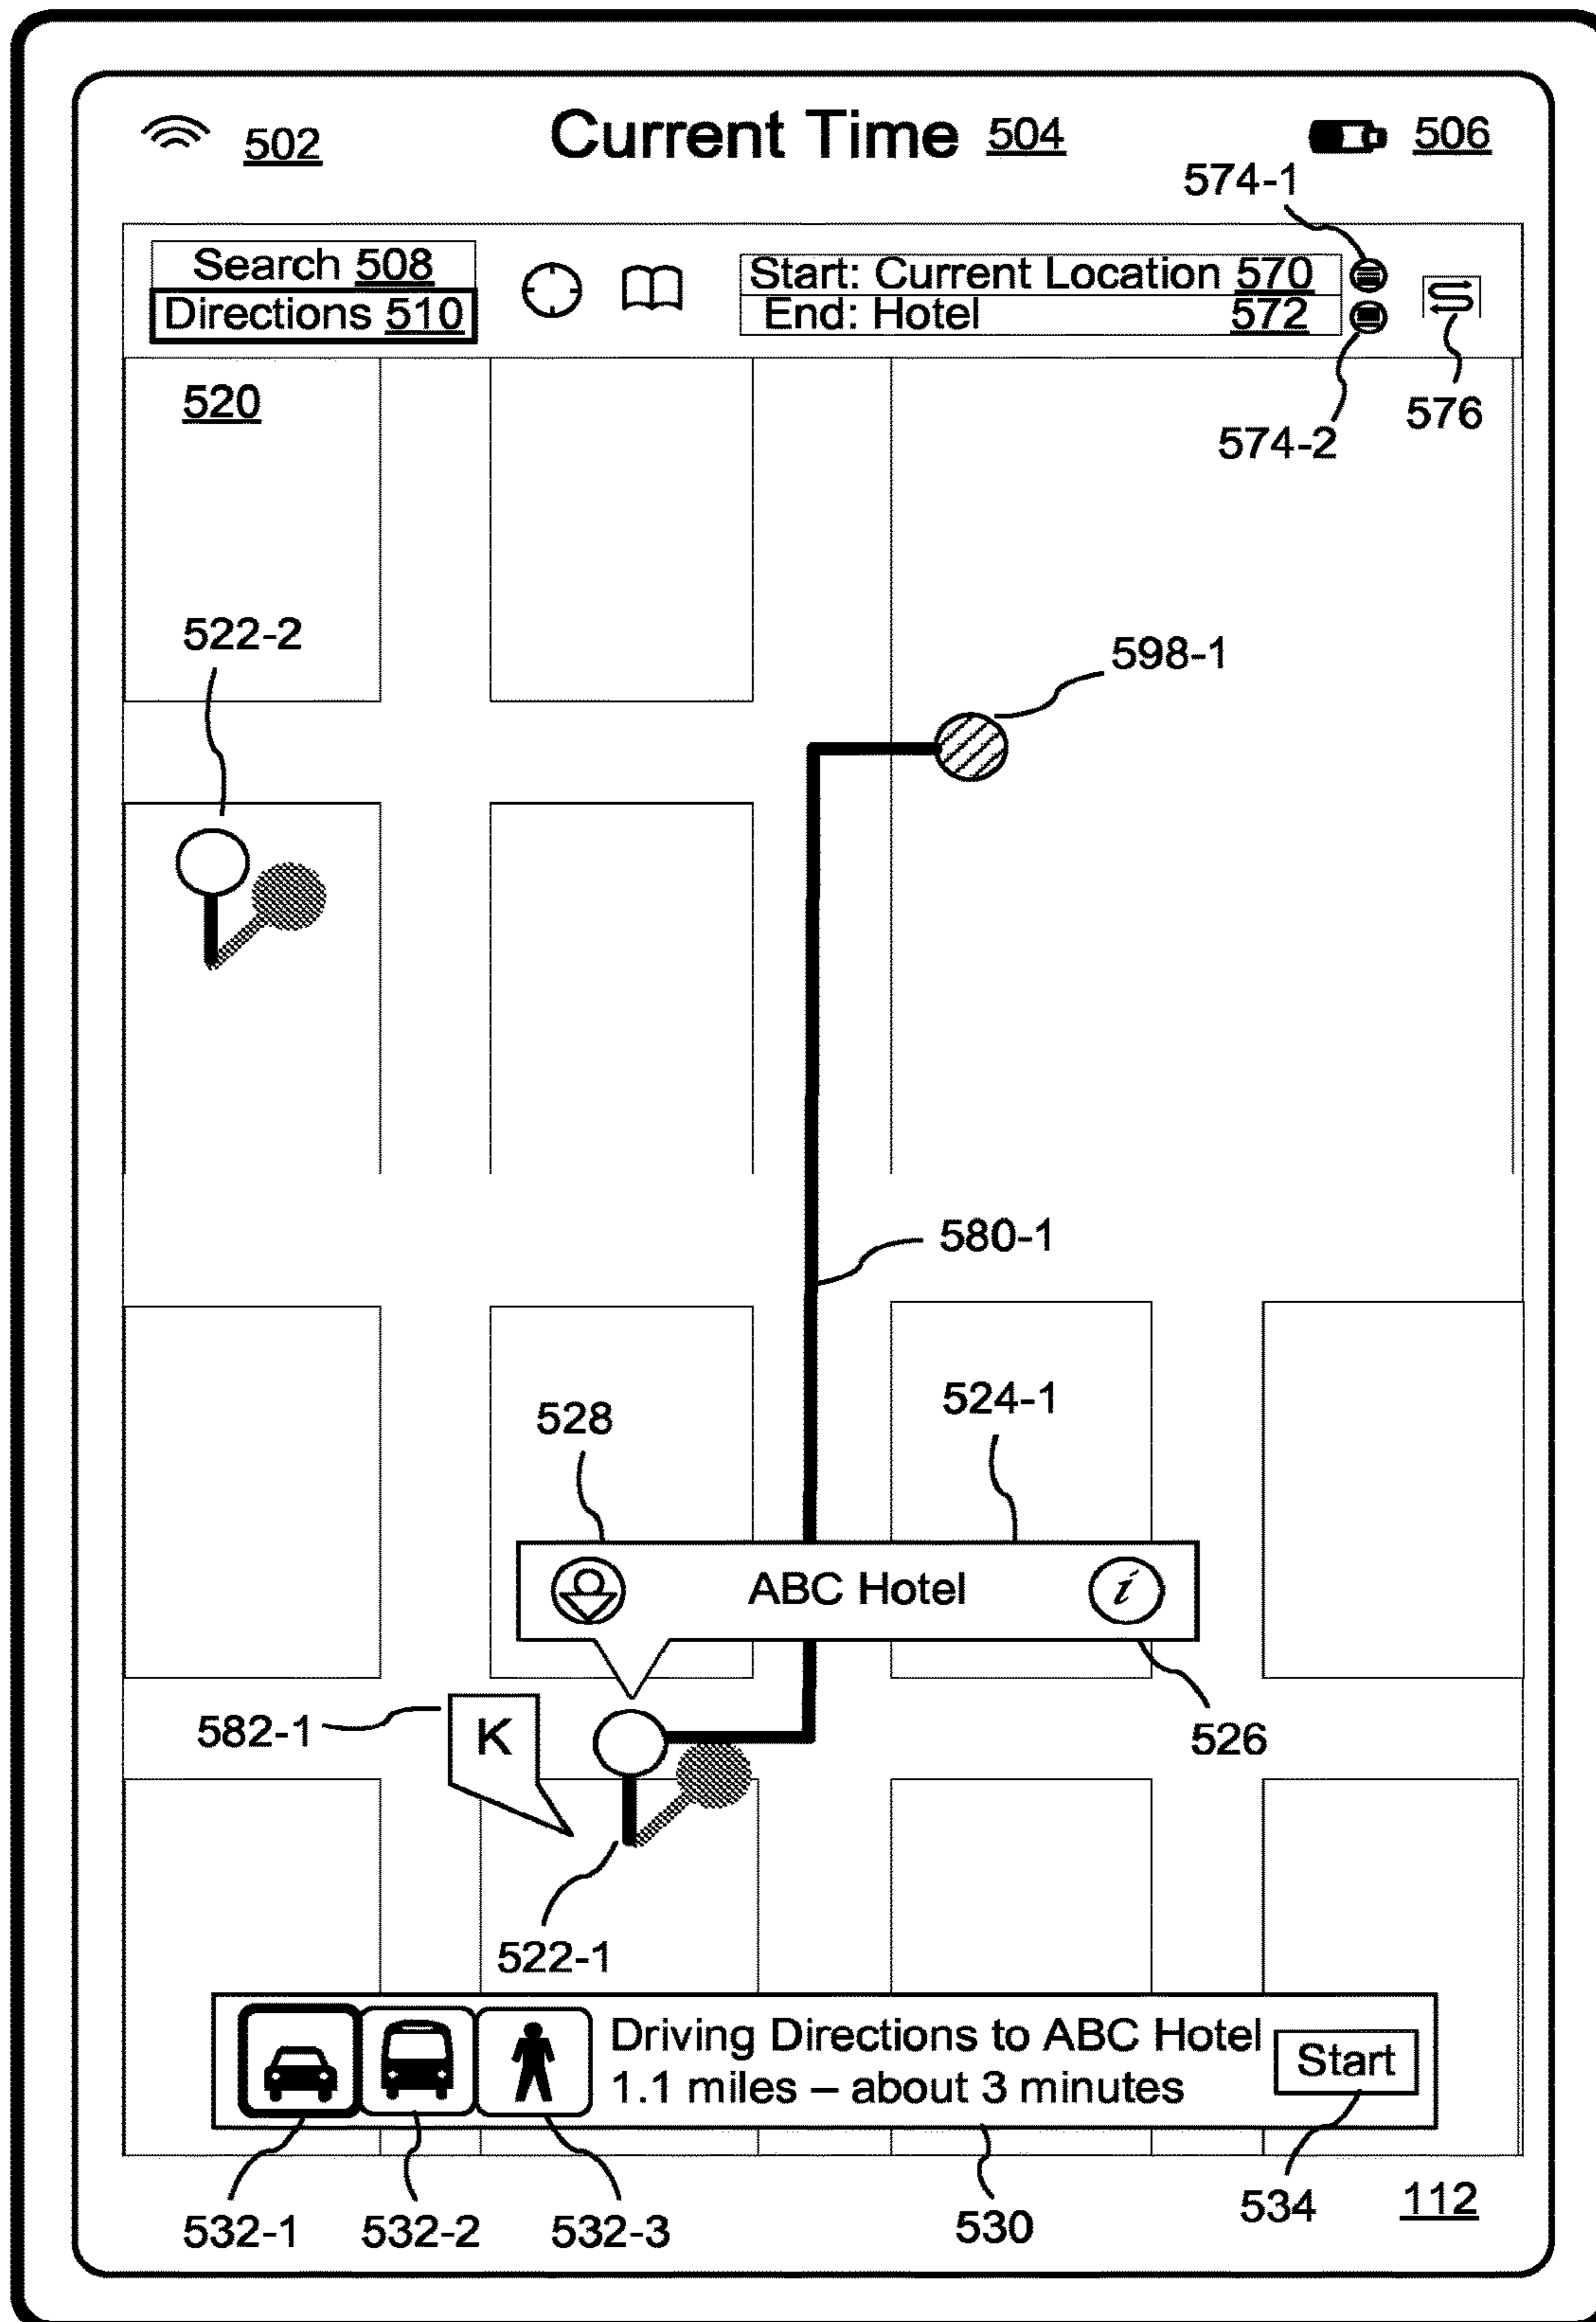 502
Current Time 504
506
574-1
Search 508
Directions 510
Start: Current Location 570
End: Hotel 572
576
574-2
520
522-2
598-1
580-1
524-1
528
ABC Hotel
i
582-1
K
526
522-1
Driving Directions to ABC Hotel
1.1 miles – about 3 minutes
Start
532-1
532-2
532-3
530
534
112